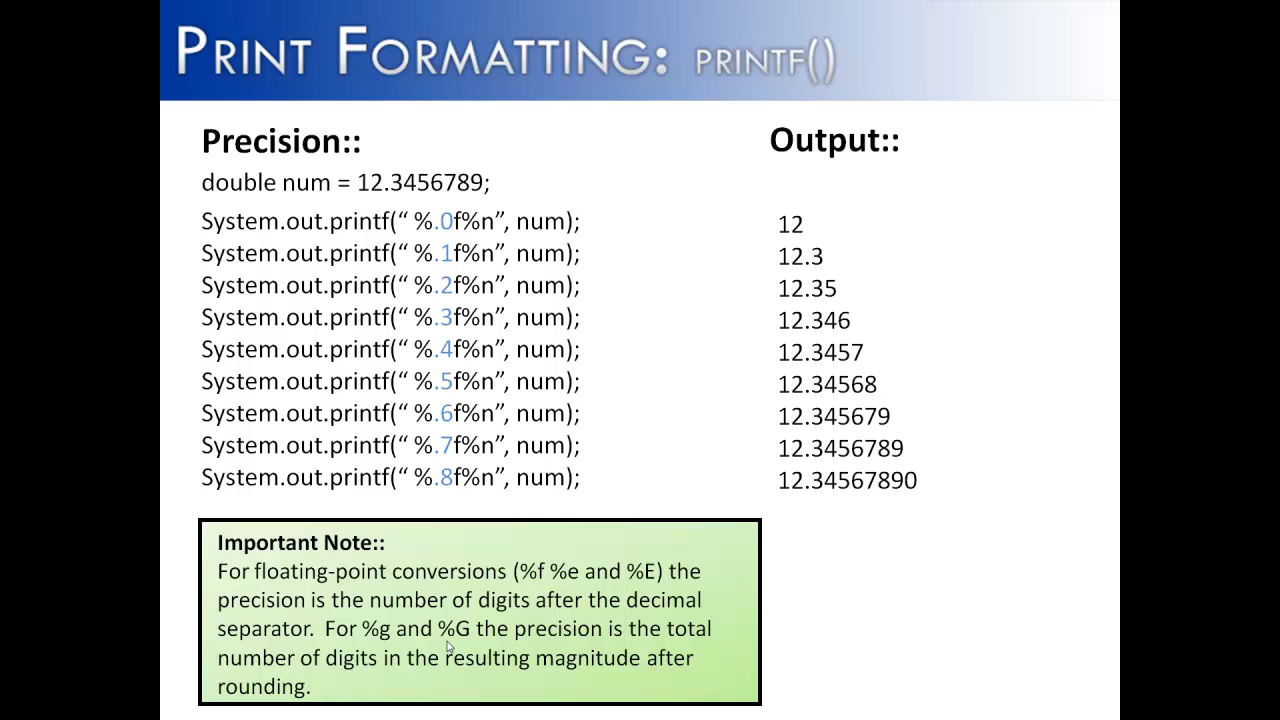 PRINT FORMATTING: PRINTF()
Precision::
Output::
double num = 12.3456789;
System.out.printf(“ %.0f%n”, num);
12
System.out.printf(“ %.1f%n”, num);
12.3
System.out.printf(“ %.2f%n”, num);
12.35
System.out.printf(“ %.3f%n”, num);
12.346
System.out.printf(“ %.4f%n”, num);
12.3457
System.out.printf(“ %.5f%n”, num);
12.34568
System.out.printf(“ %.6f%n”, num);
12.345679
System.out.printf(“ %.7f%n”, num);
12.3456789
System.out.printf(“ %.8f%n”, num);
12.34567890
Important Note::
For floating-point conversions (%f %e and %E) the
precision is the number of digits after the decimal
separator.  For %g and %G the precision is the total
number of digits in the resulting magnitude after
rounding.